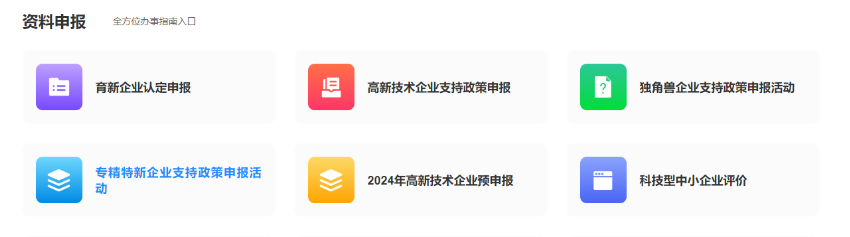 资料申报 全方位办事指南入口
育新企业认定申报
高新技术企业支持政策申报
独角兽企业支持政策申报活动
专精特新企业支持政策申报活
动
2024年高新技术企业预申报
科技型中小企业评价